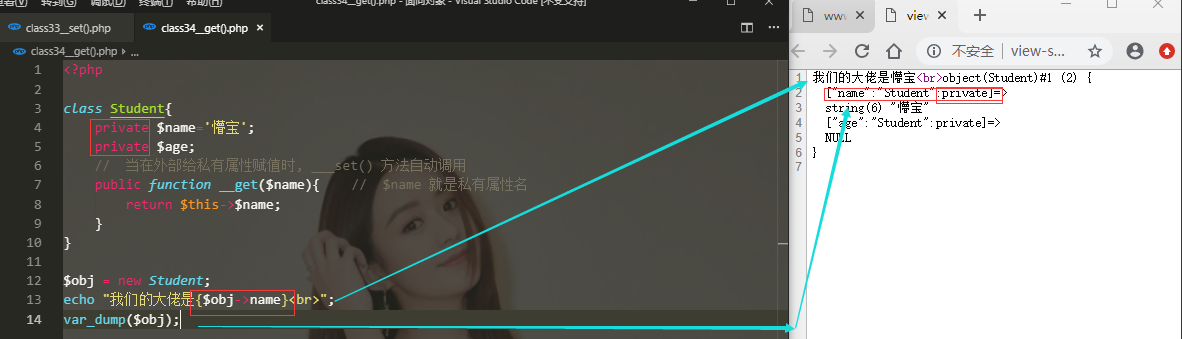 转到(G) 调试(D) 终端(T) 帮助(H)
class34__get().php - 面向对象 - Visual Studio Code [不受支持]
class33__set().php class34__get().php ×
class34__get().php › ...
1 <?php
2
3 class Student{
4 private $name='懵宝';
5 private $age;
6 // 当在外部给私有属性赋值时, __set() 方法自动调用
7 public function __get($name){ // $name 就是私有属性名
8 return $this->$name;
9 }
10 }
11
12 $obj = new Student;
13 echo "我们的大佬是{$obj->name}<br>";
14 var_dump($obj);
www × view ×
不安全 | view-s...
1 我们的大佬是懵宝<br>object(Student)#1 (2) {
2 ["name":"Student":private]=>
3 string(6) "懵宝"
4 ["age":"Student":private]=>
5 NULL
6 }
7